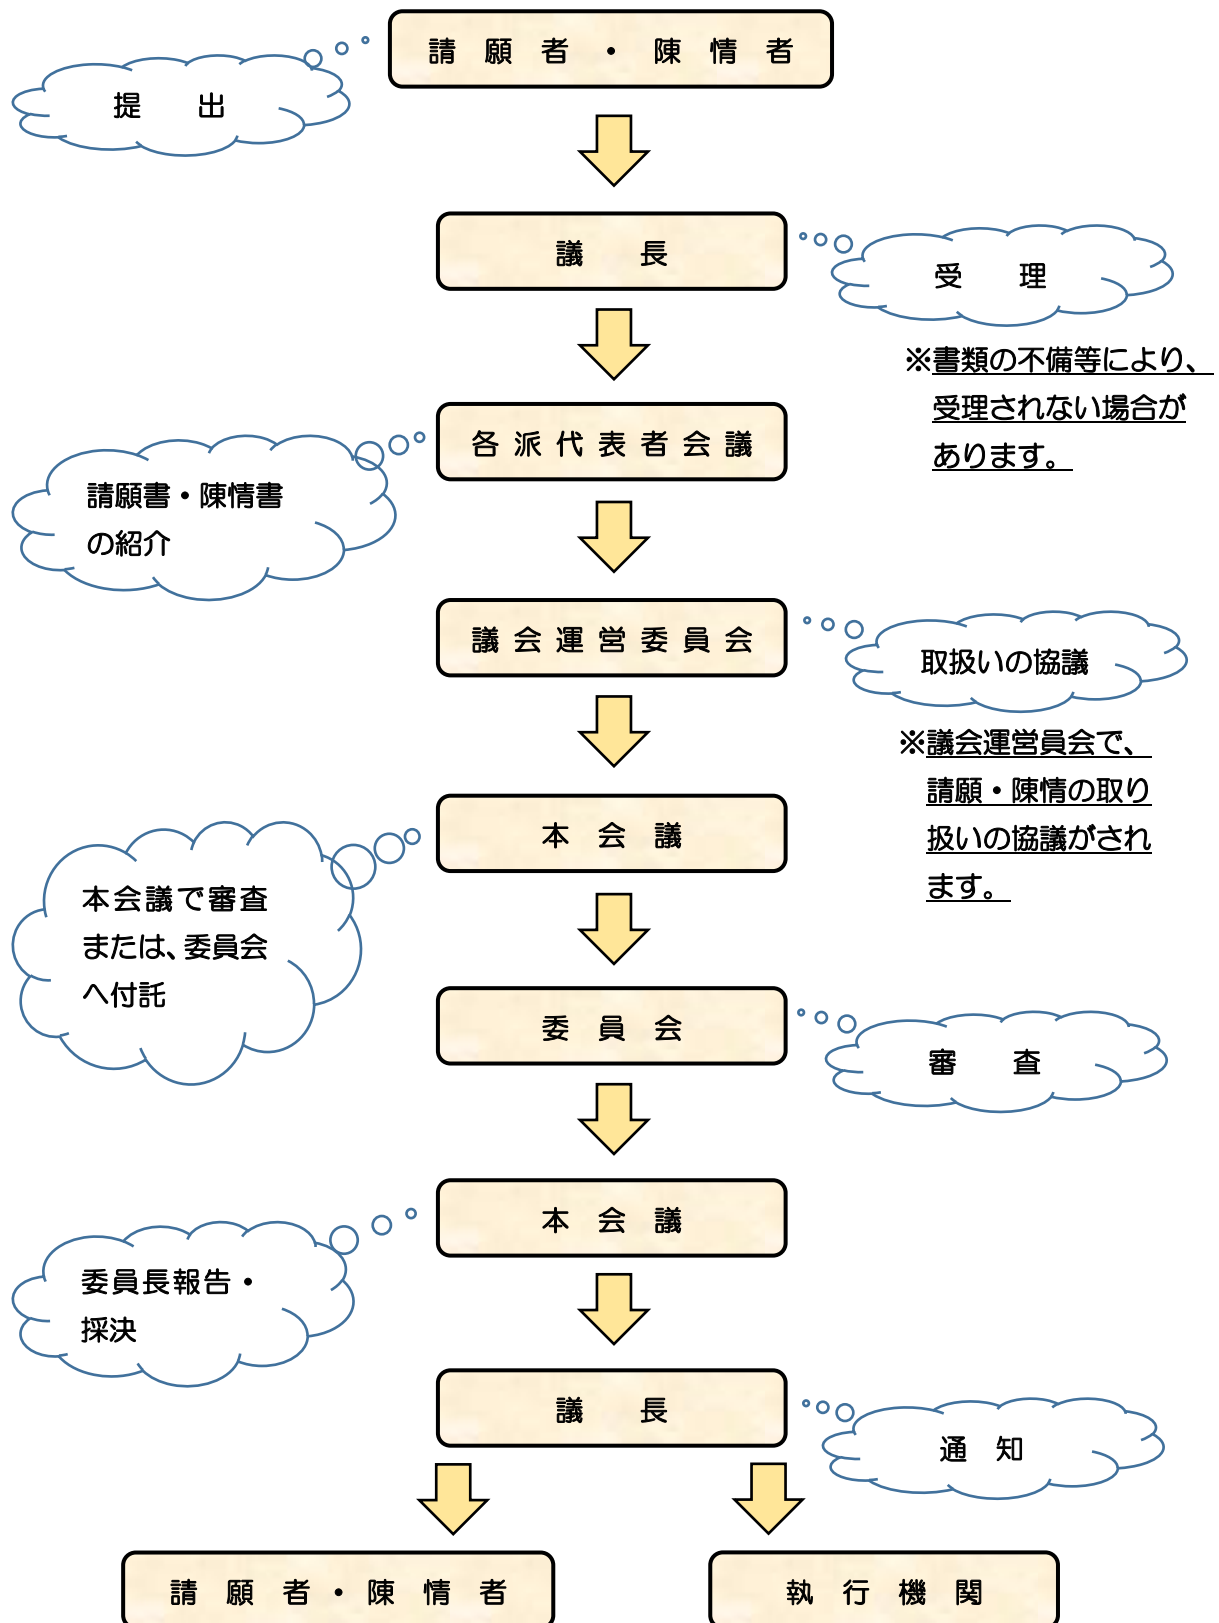 請願者・陳情者
提出
議長
受理
※書類の不備等により、
受理されない場合が
あります。
各派代表者会議
請願書・陳情書
の紹介
議会運営委員会
取扱いの協議
※議会運営員会で、
請願・陳情の取り
扱いの協議がされ
ます。
本会議
本会議で審査
または、委員会
へ付託
委員会
審査
本会議
委員長報告・
採決
議長
通知
請願者・陳情者
執行機関